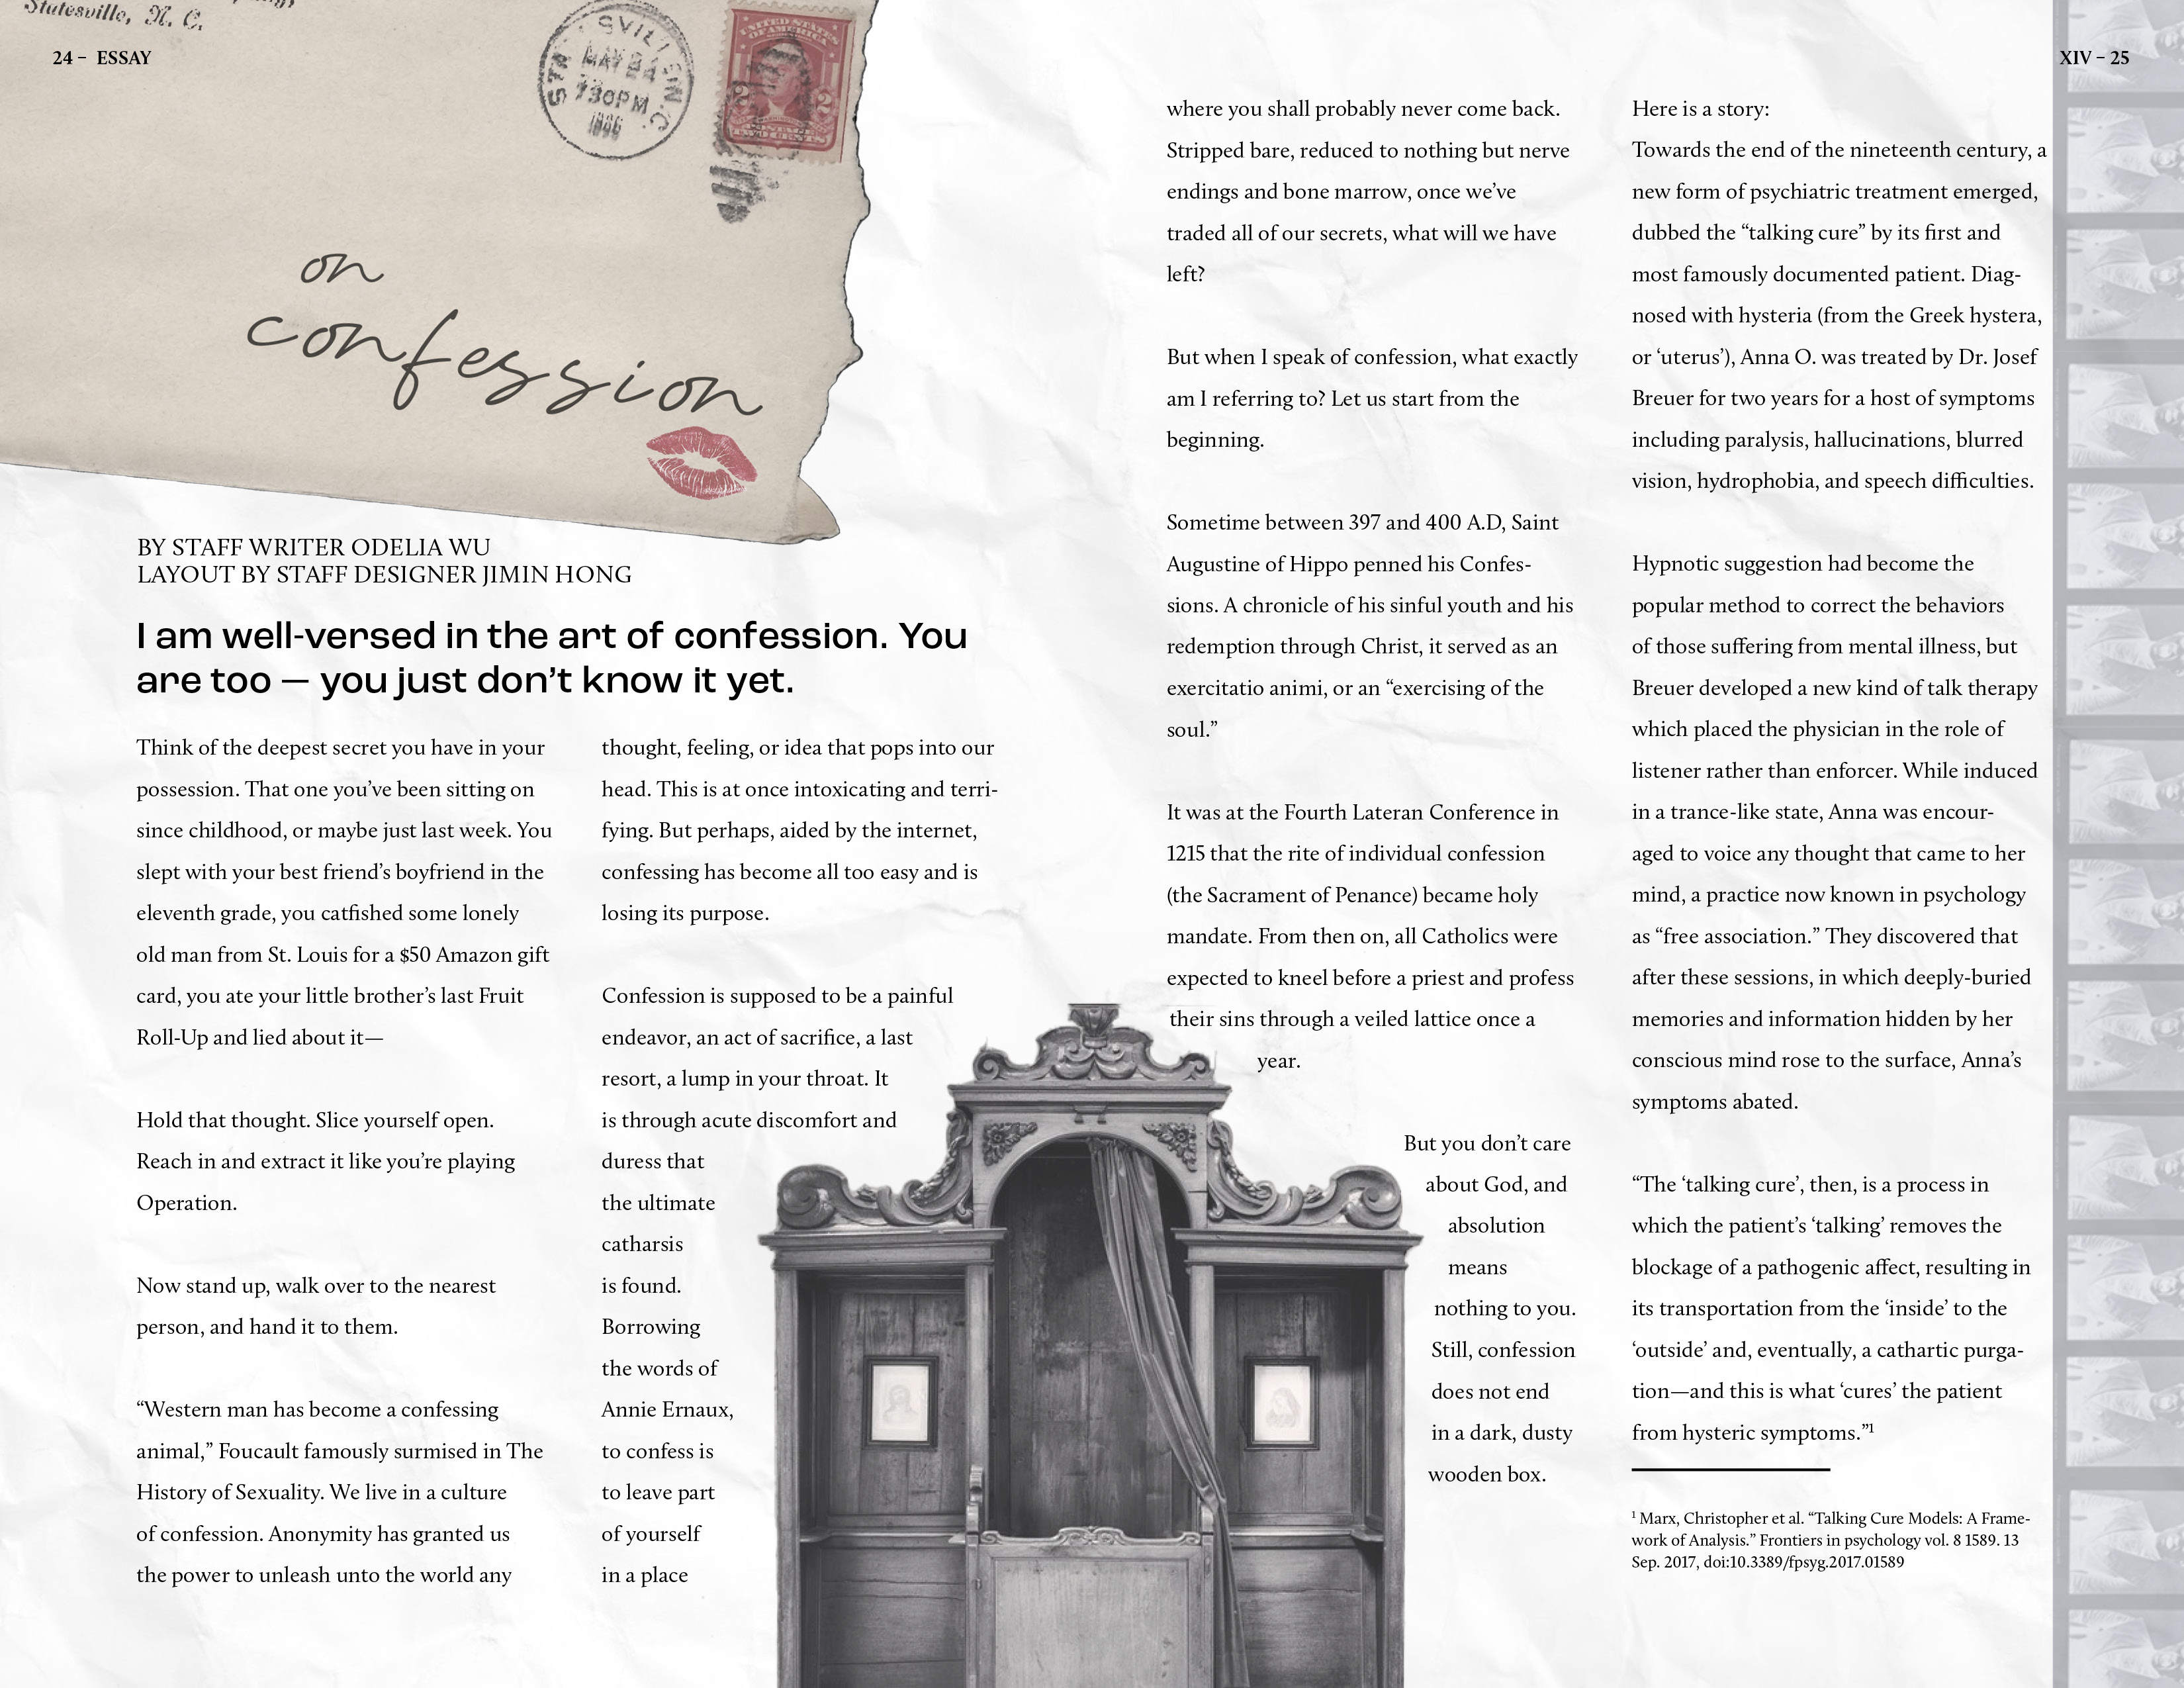 Statesville, N. C.
24 – ESSAY
MAY 24
730PM
UNITED STATES
OF AMERICA
2 2
on
confession
BY STAFF WRITER ODELIA WU
LAYOUT BY STAFF DESIGNER JIMIN HONG
I am well-versed in the art of confession. You
are too — you just don’t know it yet.
Think of the deepest secret you have in your
possession. That one you’ve been sitting on
since childhood, or maybe just last week. You
slept with your best friend’s boyfriend in the
eleventh grade, you catfished some lonely
old man from St. Louis for a $50 Amazon gift
card, you ate your little brother’s last Fruit
Roll-Up and lied about it—
Hold that thought. Slice yourself open.
Reach in and extract it like you’re playing
Operation.
Now stand up, walk over to the nearest
person, and hand it to them.
“Western man has become a confessing
animal,” Foucault famously surmised in The
History of Sexuality. We live in a culture
of confession. Anonymity has granted us
the power to unleash unto the world any
thought, feeling, or idea that pops into our
head. This is at once intoxicating and terri-
fying. But perhaps, aided by the internet,
confessing has become all too easy and is
losing its purpose.
Confession is supposed to be a painful
endeavor, an act of sacrifice, a last
resort, a lump in your throat. It
is through acute discomfort and
duress that
the ultimate
catharsis
is found.
Borrowing
the words of
Annie Ernaux,
to confess is
to leave part
of yourself
in a place
XIV – 25
where you shall probably never come back.
Stripped bare, reduced to nothing but nerve
endings and bone marrow, once we’ve
traded all of our secrets, what will we have
left?
But when I speak of confession, what exactly
am I referring to? Let us start from the
beginning.
Sometime between 397 and 400 A.D, Saint
Augustine of Hippo penned his Confes-
sions. A chronicle of his sinful youth and his
redemption through Christ, it served as an
exercitatio animi, or an “exercising of the
soul.”
It was at the Fourth Lateran Conference in
1215 that the rite of individual confession
(the Sacrament of Penance) became holy
mandate. From then on, all Catholics were
expected to kneel before a priest and profess
their sins through a veiled lattice once a
year.
But you don’t care
about God, and
absolution
means
nothing to you.
Still, confession
does not end
in a dark, dusty
wooden box.
Here is a story:
Towards the end of the nineteenth century, a
new form of psychiatric treatment emerged,
dubbed the “talking cure” by its first and
most famously documented patient. Diag-
nosed with hysteria (from the Greek hystera,
or ‘uterus’), Anna O. was treated by Dr. Josef
Breuer for two years for a host of symptoms
including paralysis, hallucinations, blurred
vision, hydrophobia, and speech difficulties.
Hypnotic suggestion had become the
popular method to correct the behaviors
of those suffering from mental illness, but
Breuer developed a new kind of talk therapy
which placed the physician in the role of
listener rather than enforcer. While induced
in a trance-like state, Anna was encour-
aged to voice any thought that came to her
mind, a practice now known in psychology
as “free association.” They discovered that
after these sessions, in which deeply-buried
memories and information hidden by her
conscious mind rose to the surface, Anna’s
symptoms abated.
“The ‘talking cure’, then, is a process in
which the patient’s ‘talking’ removes the
blockage of a pathogenic affect, resulting in
its transportation from the ‘inside’ to the
‘outside’ and, eventually, a cathartic purga-
tion—and this is what ‘cures’ the patient
from hysteric symptoms.”1
1 Marx, Christopher et al. “Talking Cure Models: A Frame-
work of Analysis.” Frontiers in psychology vol. 8 1589. 13
Sep. 2017, doi:10.3389/fpsyg.2017.01589